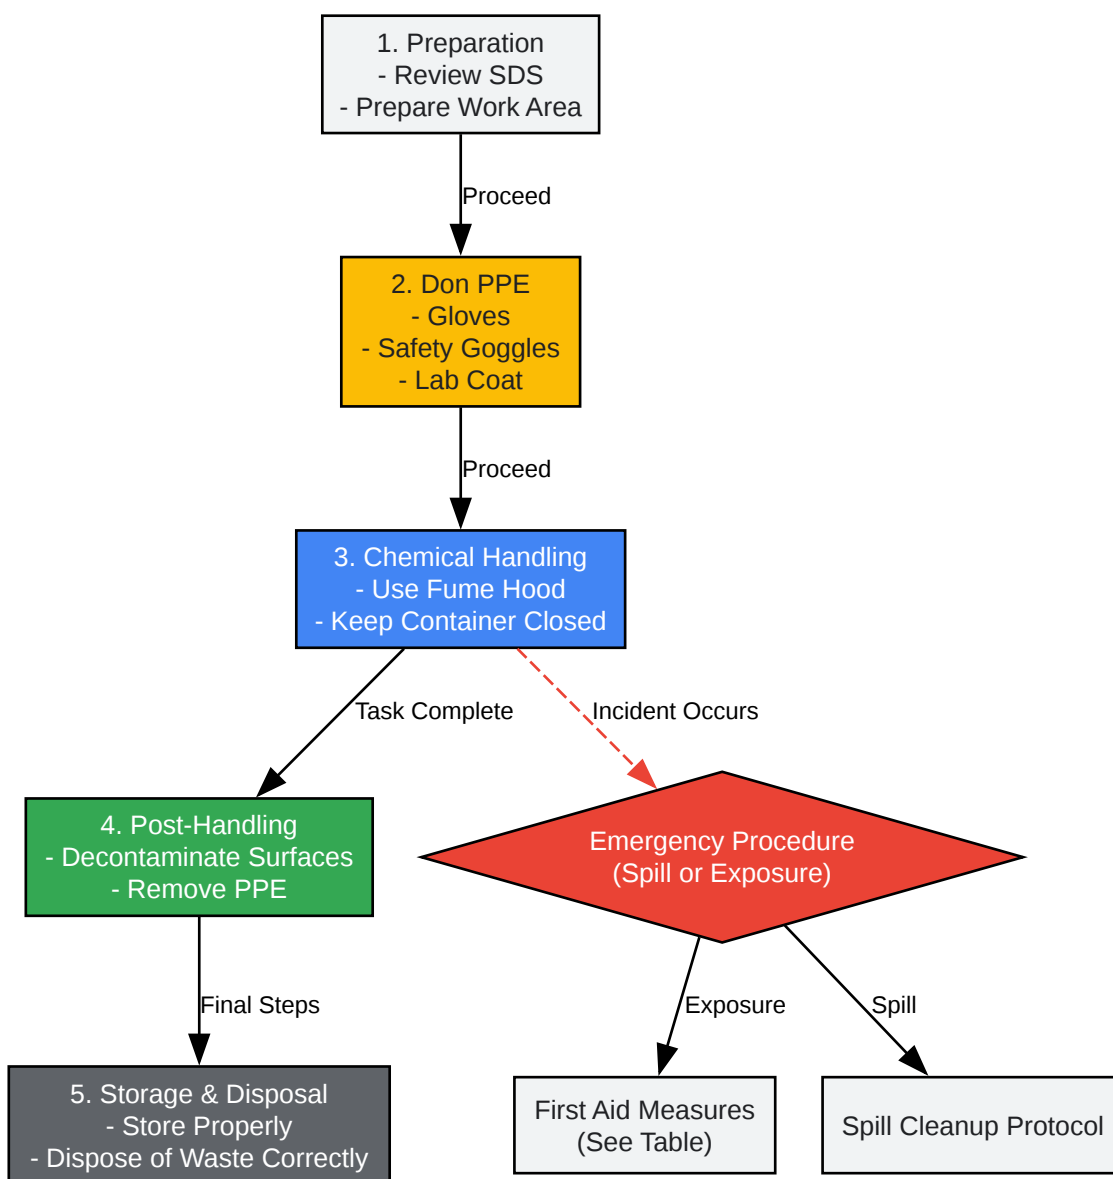 1. Preparation
- Review SDS
- Prepare Work Area
Proceed
2. Don PPE
- Gloves
- Safety Goggles
- Lab Coat
Proceed
3. Chemical Handling
- Use Fume Hood
- Keep Container Closed
Task Complete
Incident Occurs
4. Post-Handling
- Decontaminate Surfaces
- Remove PPE
Emergency Procedure
(Spill or Exposure)
Final Steps
Exposure
Spill
5. Storage & Disposal
- Store Properly
- Dispose of Waste Correctly
First Aid Measures
(See Table)
Spill Cleanup Protocol